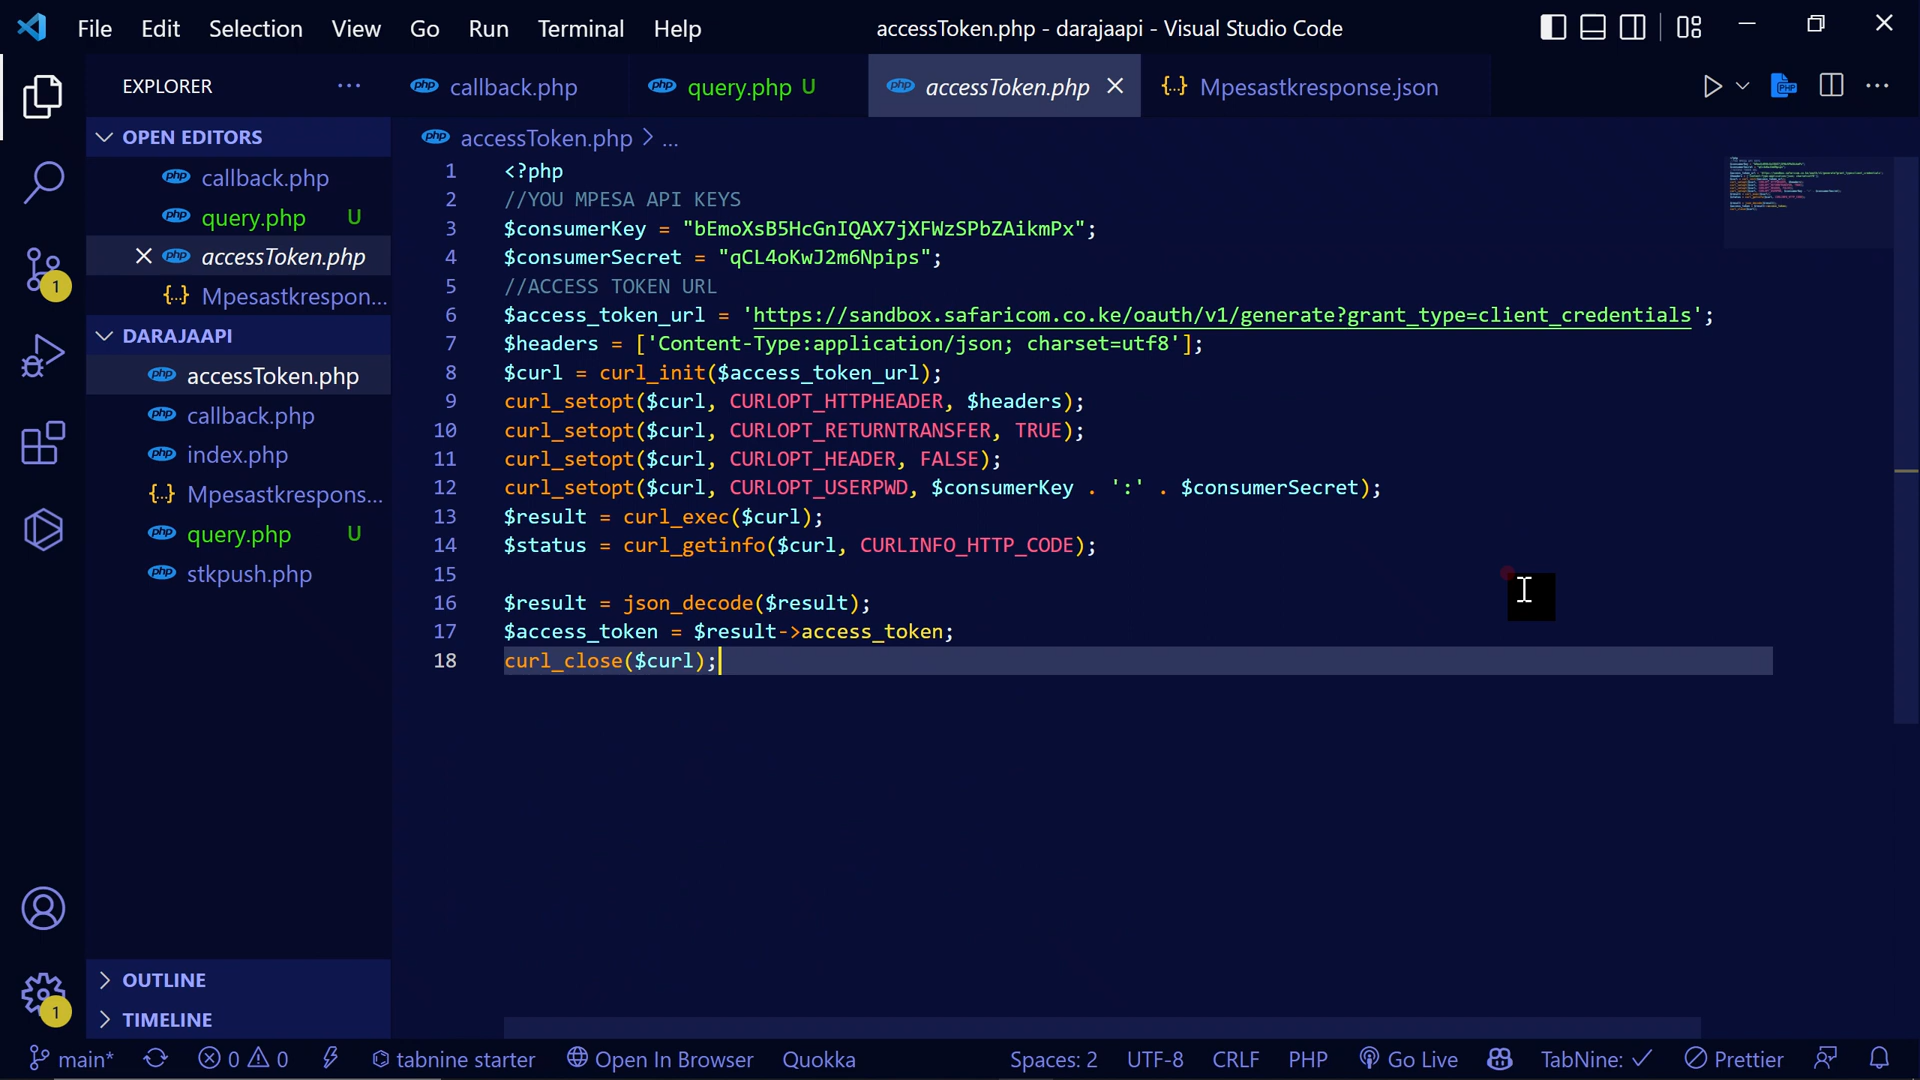 File Edit Selection View Go Run Terminal Help accessToken.php - darajaapi - Visual Studio Code
EXPLORER ... callback.php query.php U accessToken.php Mpesastkresponse.json
OPEN EDITORS
callback.php
query.php U
accessToken.php
Mpesastkrespon...
DARAJAAPI
accessToken.php
callback.php
index.php
Mpesastkrespons...
query.php U
stkpush.php
OUTLINE
TIMELINE
accessToken.php > ...
1 <?php
2 //YOU MPESA API KEYS
3 $consumerKey = "bEmoXsB5HcGnIQAX7jXFWzSPbZAikmPx";
4 $consumerSecret = "qCL4oKwJ2m6Npips";
5 //ACCESS TOKEN URL
6 $access_token_url = 'https://sandbox.safaricom.co.ke/oauth/v1/generate?grant_type=client_credentials';
7 $headers = ['Content-Type:application/json; charset=utf8'];
8 $curl = curl_init($access_token_url);
9 curl_setopt($curl, CURLOPT_HTTPHEADER, $headers);
10 curl_setopt($curl, CURLOPT_RETURNTRANSFER, TRUE);
11 curl_setopt($curl, CURLOPT_HEADER, FALSE);
12 curl_setopt($curl, CURLOPT_USERPWD, $consumerKey . ':' . $consumerSecret);
13 $result = curl_exec($curl);
14 $status = curl_getinfo($curl, CURLINFO_HTTP_CODE);
15
16 $result = json_decode($result);
17 $access_token = $result->access_token;
18 curl_close($curl);
1
1
main* 0 0 tabnine starter Open In Browser Quokka Spaces: 2 UTF-8 CRLF PHP Go Live TabNine: ✓ Prettier